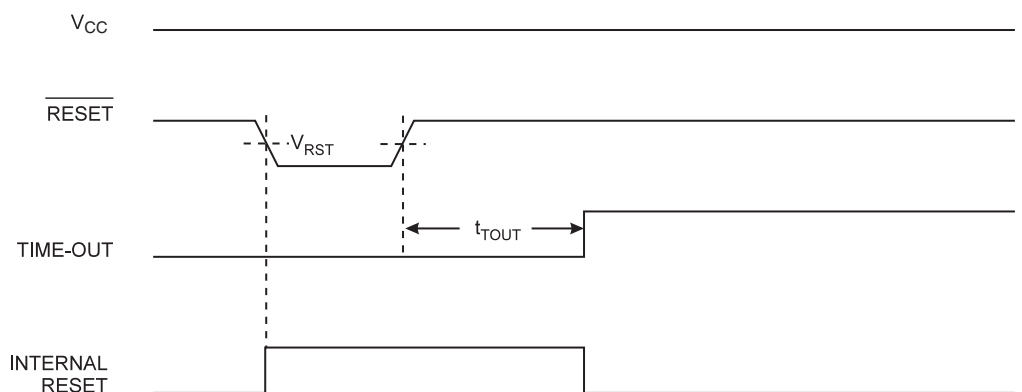 VCC
RESET
VRST
tTOUT
TIME-OUT
INTERNAL
RESET